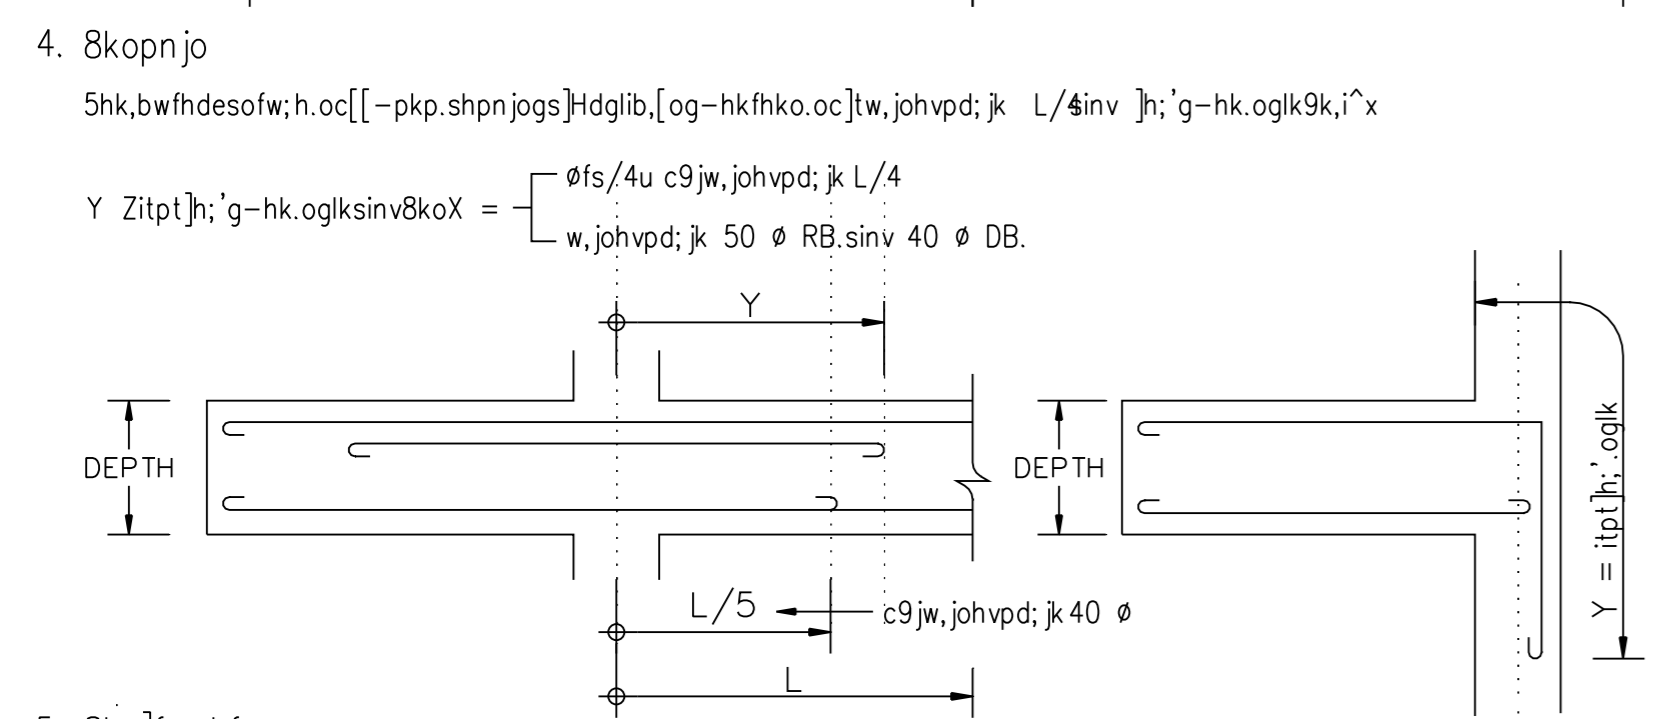 4. 8kopnjo
5hk,bwfhdesofw;h.oc[[-pkp.shpnjogs]Hdglib,[og-hkfhko.oc]tw,johvpd;jk L/4sinv ]h;'g-hk.oglk9k,i^x
øfs/4u c9jw,johvpd;jk L/4
Y Zitpt]h;'g-hk.oglksinv8koX =
w,johvpd;jk 50 ø RB.sinv 40 ø DB.
Y
DEPTH
DEPTH
Y = itpt]h;'.oglk
L/5
c9jw,johvpd;jk 40 ø
L